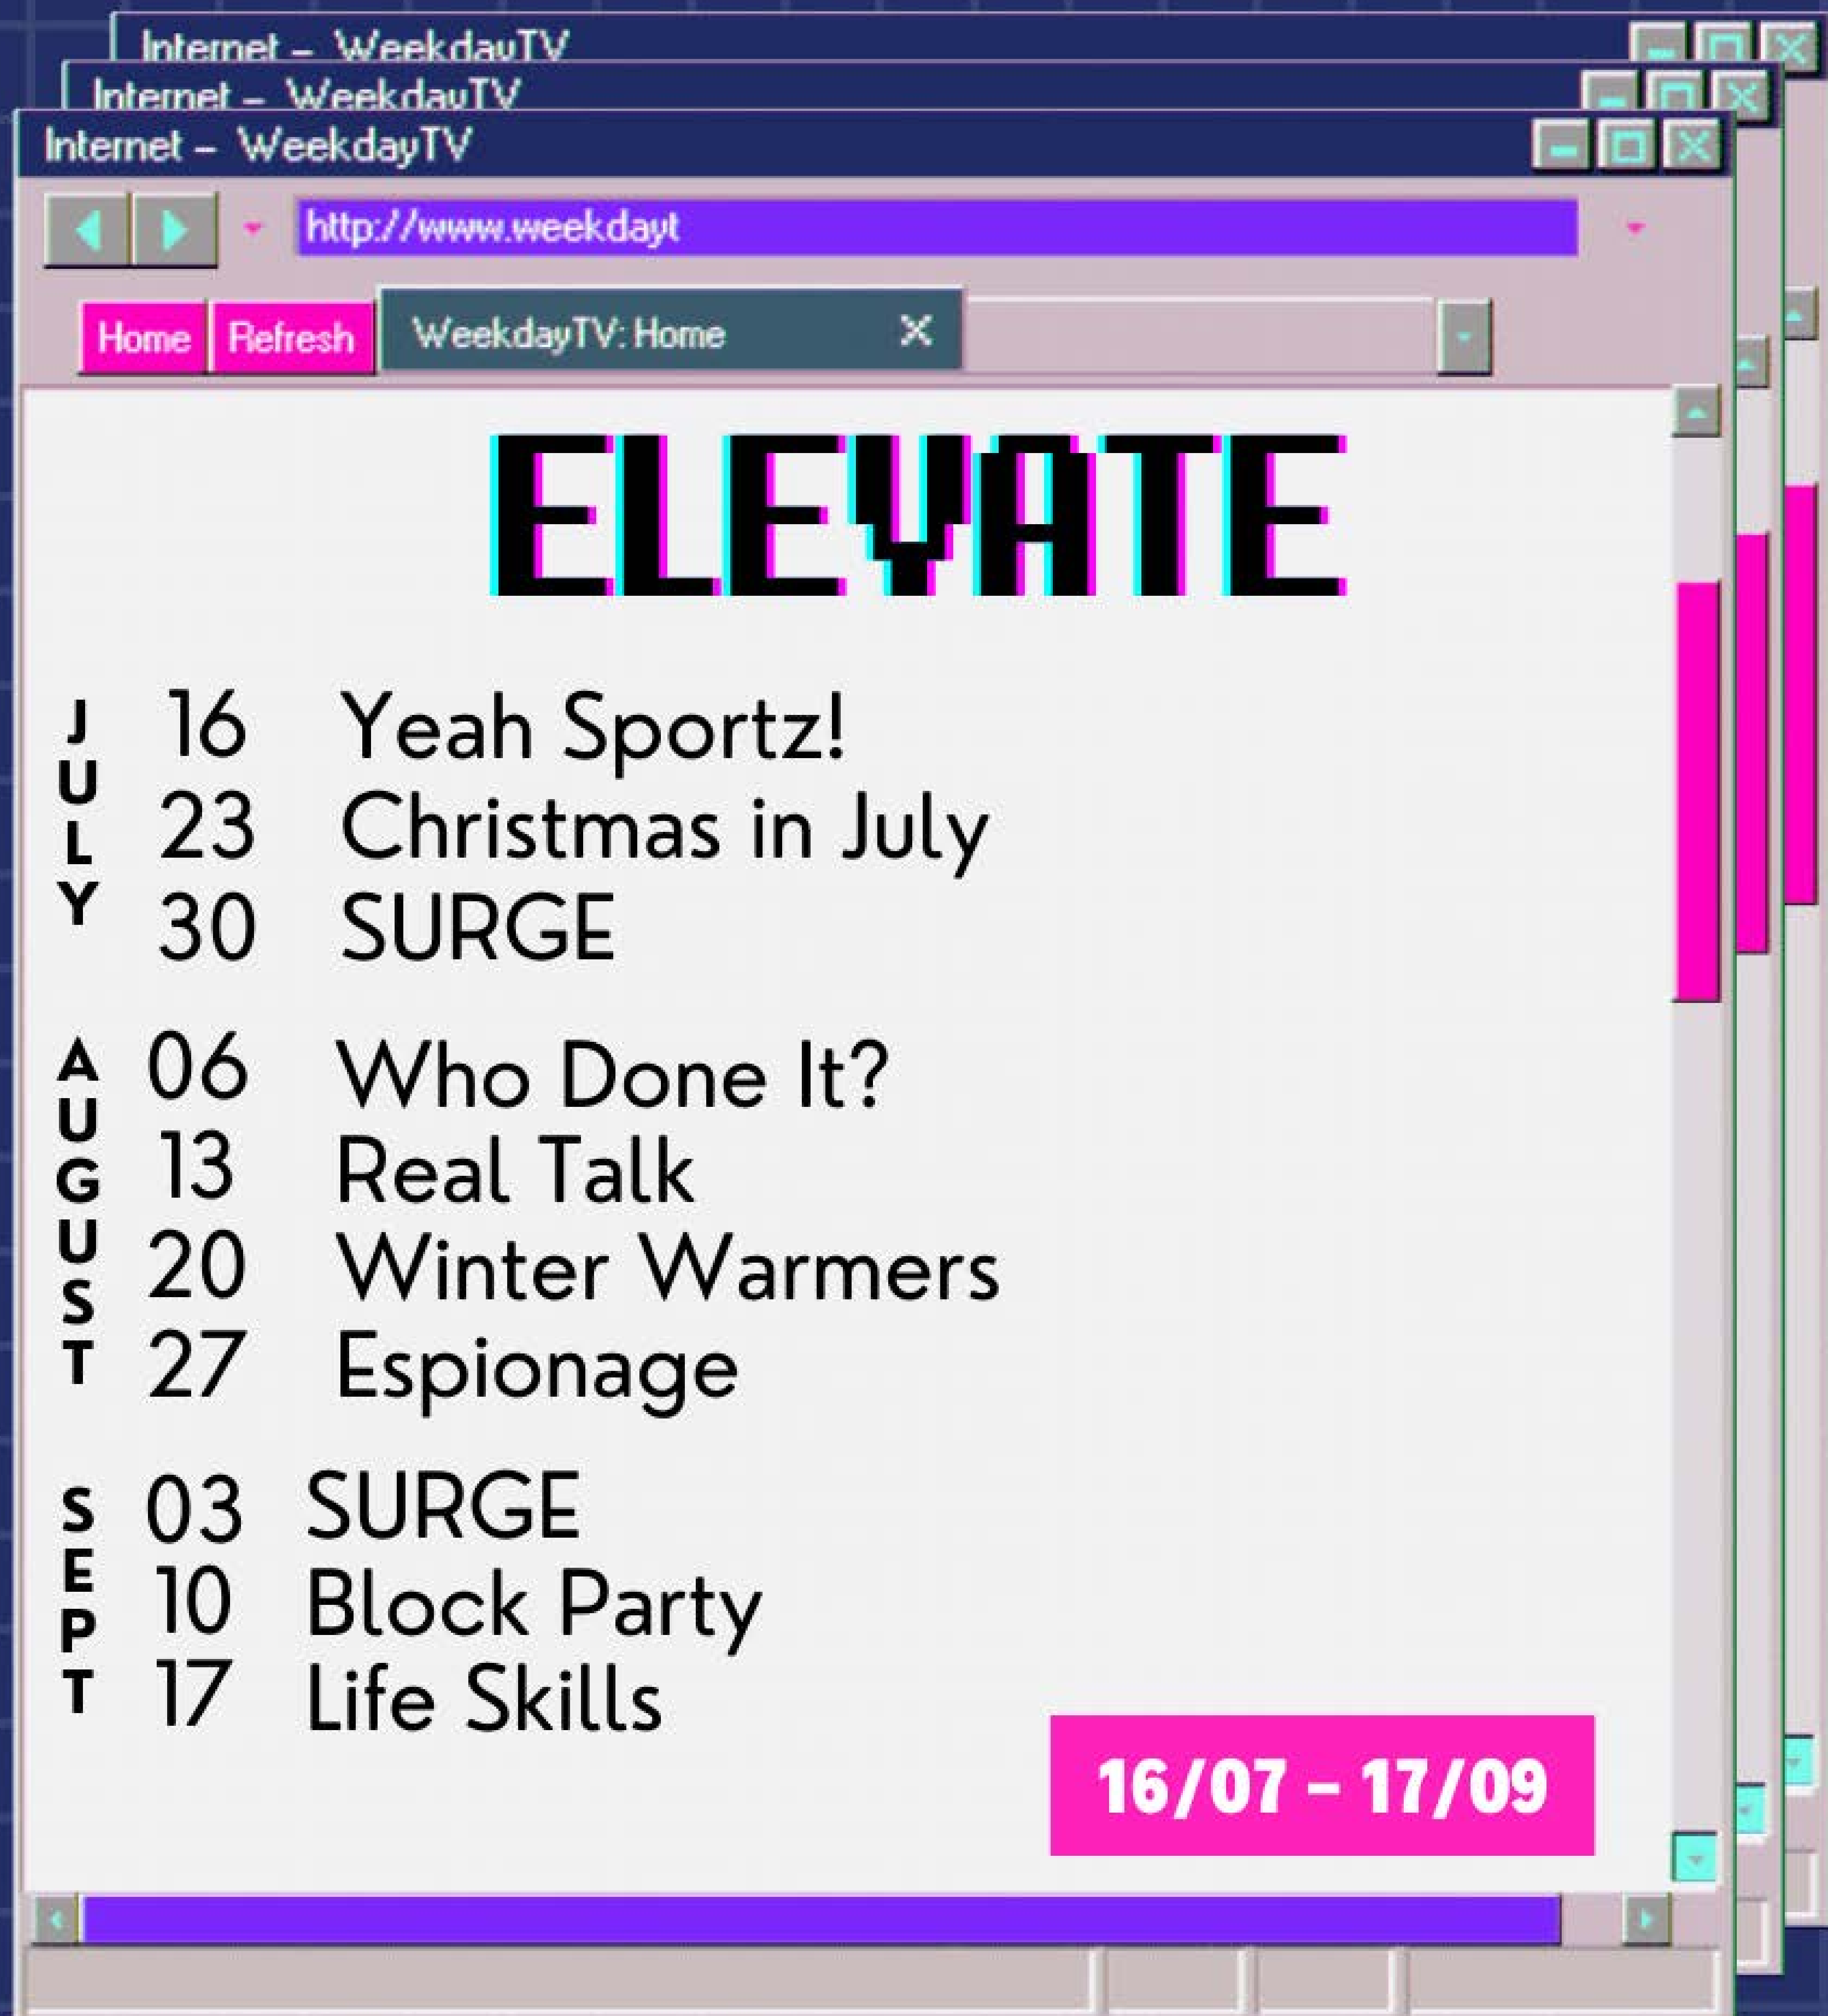 Internet – WeekdayTV
Internet – WeekdayTV
Internet – WeekdayTV
http://www.weekdayt
Home Refresh WeekdayTV: Home
ELEVATE
JULY
16 Yeah Sportz!
23 Christmas in July
30 SURGE
AUGUST
06 Who Done It?
13 Real Talk
20 Winter Warmers
27 Espionage
SEPT
03 SURGE
10 Block Party
17 Life Skills
16/07 – 17/09